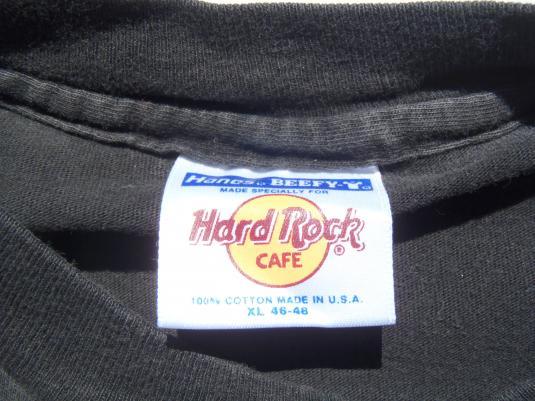 Hanes® BEEFY-T®
MADE SPECIALLY FOR
Hard Rock ®
CAFE
100% COTTON MADE IN U.S.A.
XL 46-48